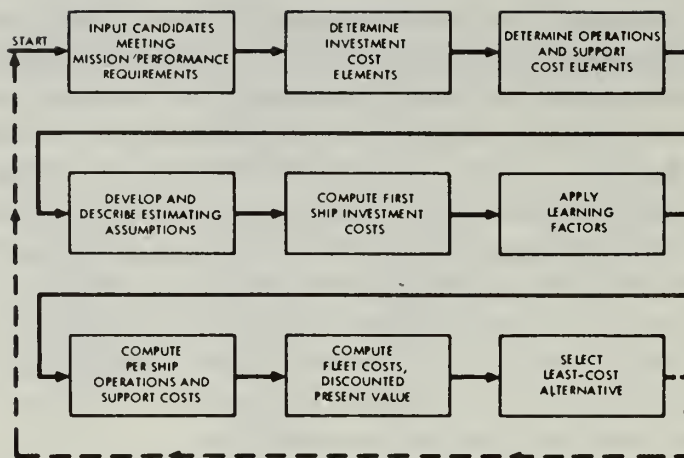 START
INPUT CANDIDATES
MEETING
MISSION/PERFORMANCE
REQUIREMENTS
DETERMINE
INVESTMENT
COST
ELEMENTS
DETERMINE OPERATIONS
AND SUPPORT
COST ELEMENTS
DEVELOP AND
DESCRIBE ESTIMATING
ASSUMPTIONS
COMPUTE FIRST
SHIP INVESTMENT
COSTS
APPLY
LEARNING
FACTORS
COMPUTE
PER SHIP
OPERATIONS AND
SUPPORT COSTS
COMPUTE
FLEET COSTS,
DISCOUNTED
PRESENT VALUE
SELECT
LEAST-COST
ALTERNATIVE